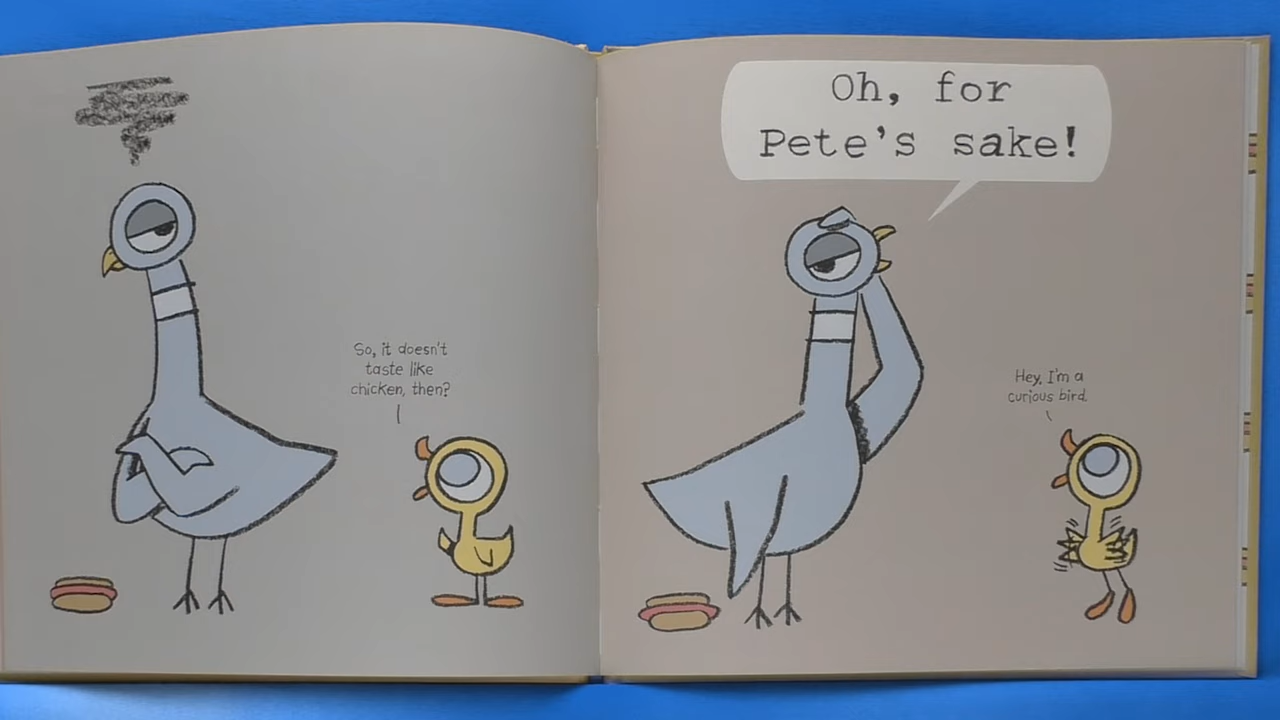 So, it doesn't
taste like
chicken, then?
Oh, for
Pete's sake!
Hey, I'm a
curious bird.